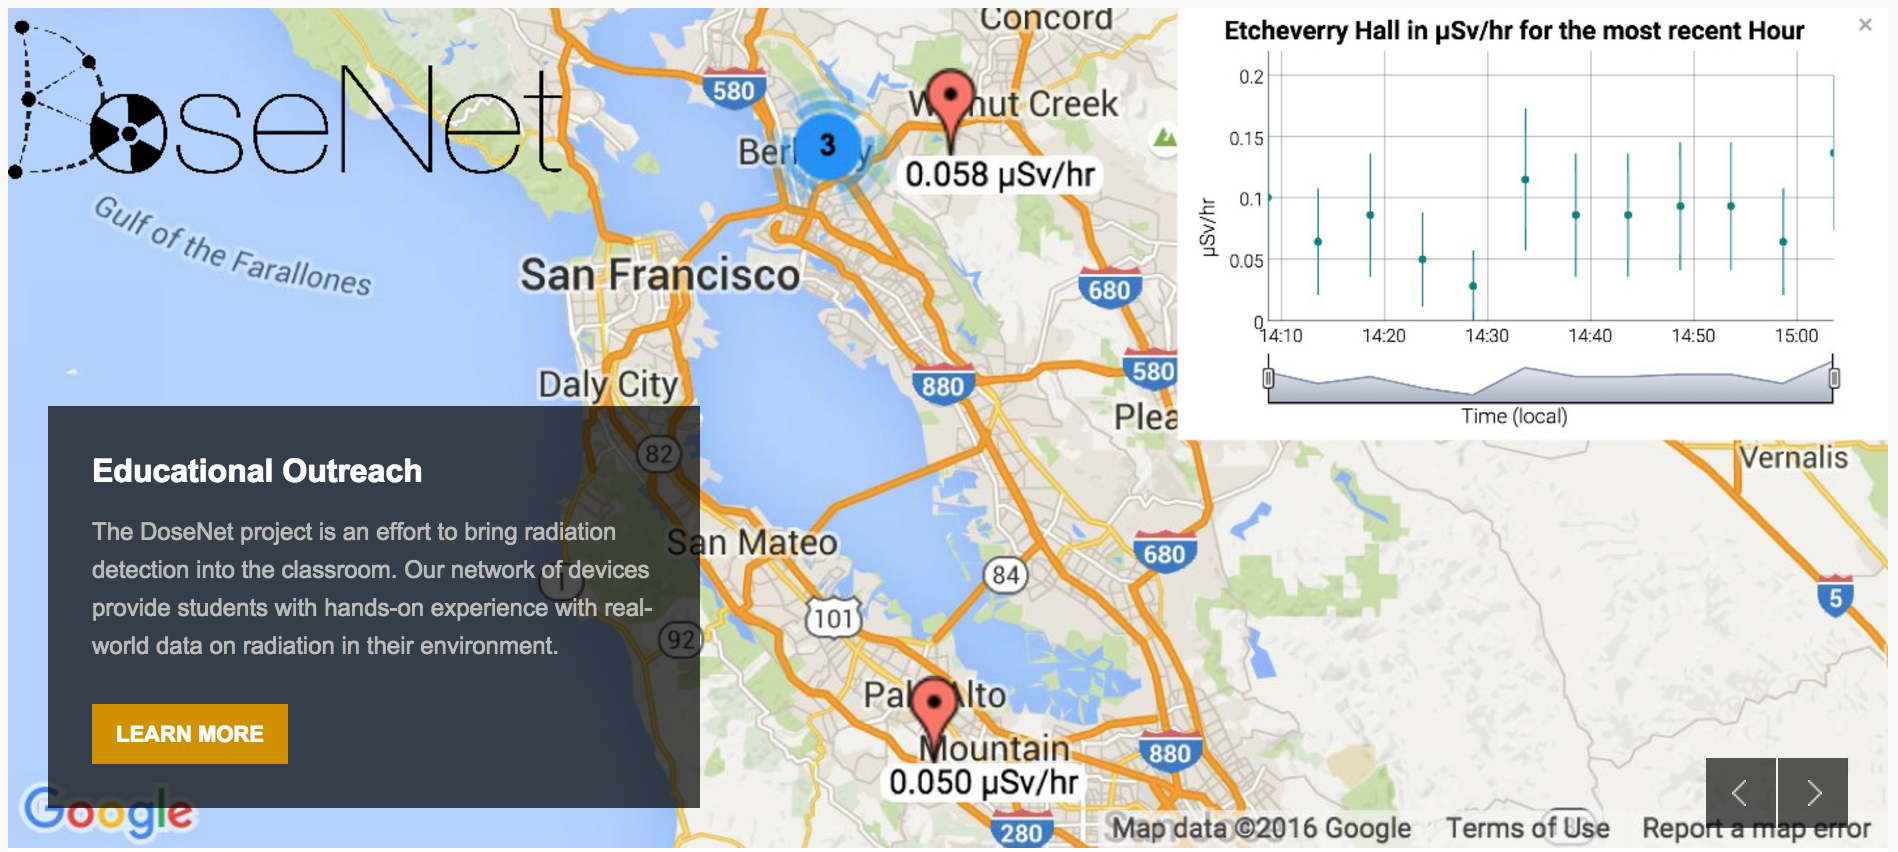 DoseNet
Concord
580
Walnut Creek
3
0.058 µSv/hr
Gulf of the Farallones
San Francisco
680
Daly City
880
580
82
San Mateo
680
84
1
101
92
5
Vernalis
Palo Alto
Mountain
0.050 µSv/hr
880
280
Etcheverry Hall in µSv/hr for the most recent Hour
×
µSv/hr
0.2
0.15
0.1
0.05
0
14:10 14:20 14:30 14:40 14:50 15:00
Time (local)
Educational Outreach
The DoseNet project is an effort to bring radiation
detection into the classroom. Our network of devices
provide students with hands-on experience with real-
world data on radiation in their environment.
LEARN MORE
Google
Map data ©2016 Google Terms of Use Report a map error